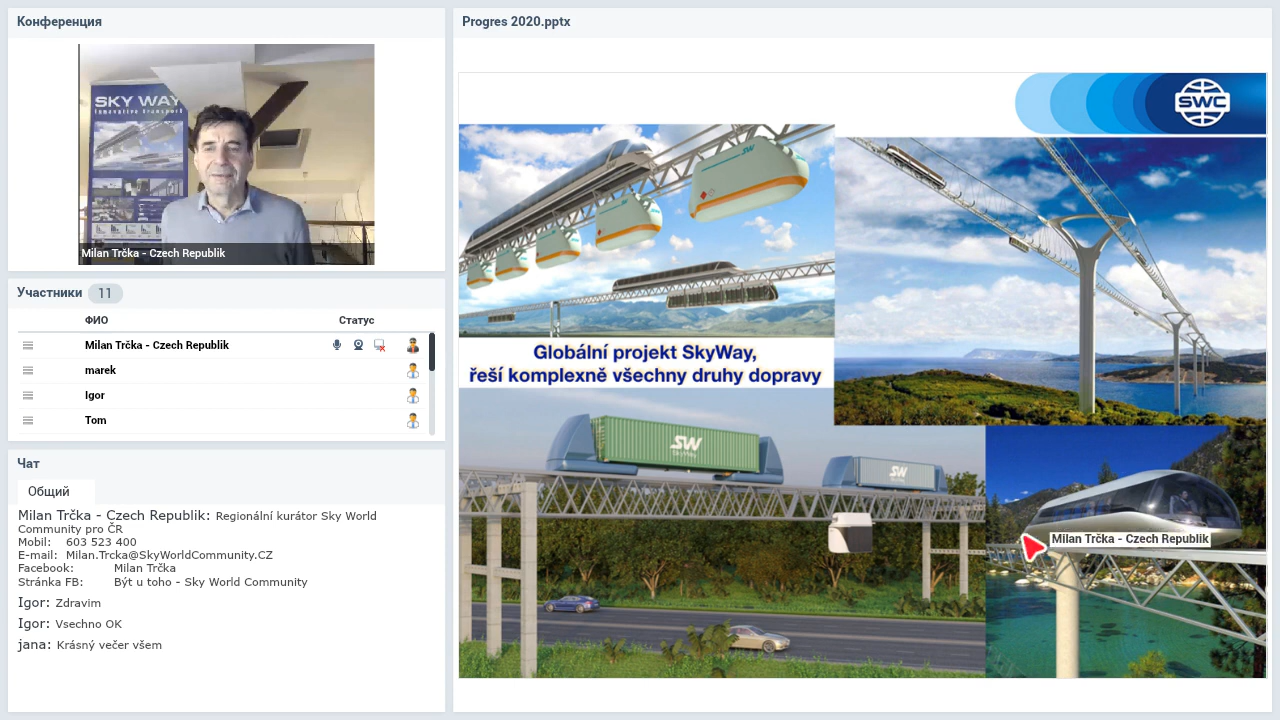 Конференция
SKY WAY
innovative transport
Milan Trčka - Czech Republik
Участники 11
ФИО Статус
Milan Trčka - Czech Republik
marek
Igor
Tom
Чат
Общий
Milan Trčka - Czech Republik: Regionální kurátor Sky World
Community pro ČR
Mobil: 603 523 400
E-mail: Milan.Trcka@SkyWorldCommunity.CZ
Facebook: Milan Trčka
Stránka FB: Být u toho - Sky World Community
Igor: Zdravim
Igor: Vsechno OK
jana: Krásný večer všem
Progres 2020.pptx
SWC
SW
Globální projekt SkyWay,
řeší komplexně všechny druhy dopravy
SW
SkyWay
SW
Milan Trčka - Czech Republik